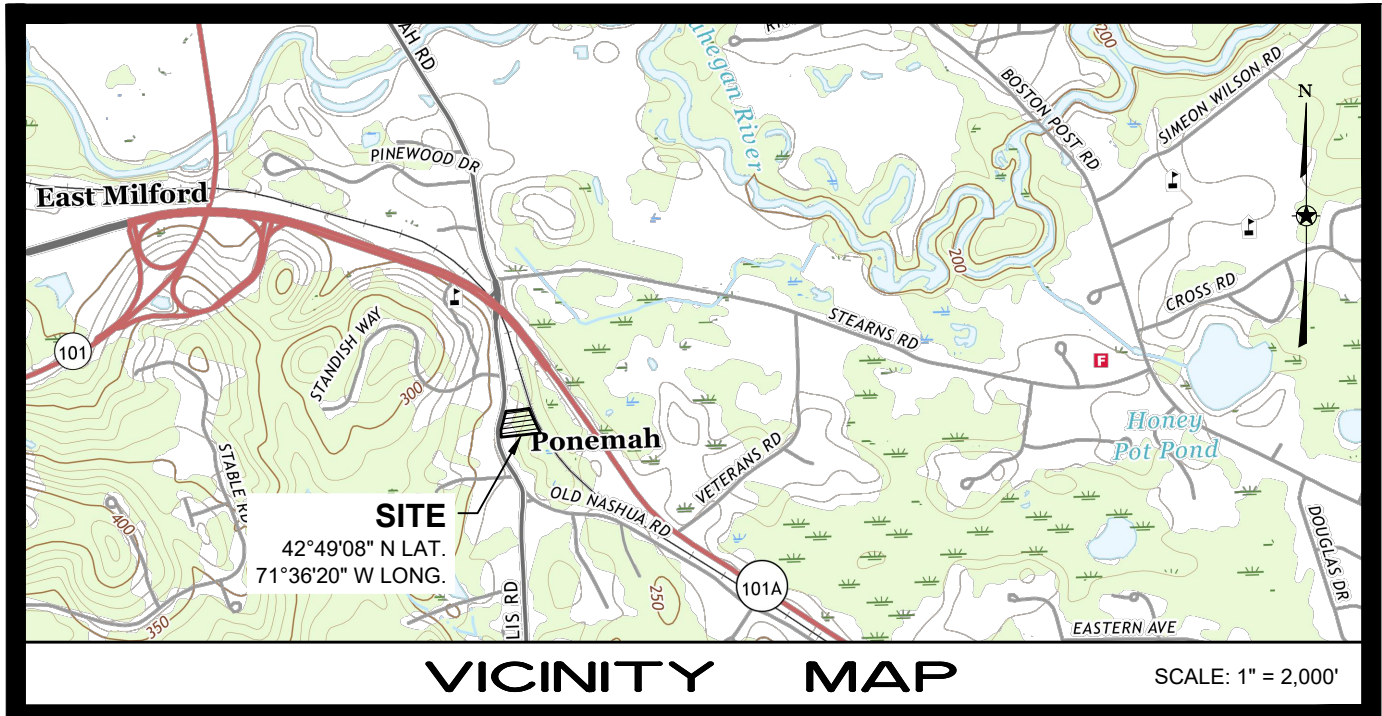 AH RD
uhegan River
200
BOSTON POST RD
SIMEON WILSON RD
N
PINEWOOD DR
East Milford
200
CROSS RD
STEARNS RD
101
STANDISH WAY
300
Honey
Pot Pond
Ponemah
VETERANS RD
STABLE RD
OLD NASHUA RD
400
SITE
42°49'08" N LAT.
71°36'20" W LONG.
DOUGLAS DR
101A
250
LIS RD
350
EASTERN AVE
F
VICINITY MAP
SCALE: 1" = 2,000'